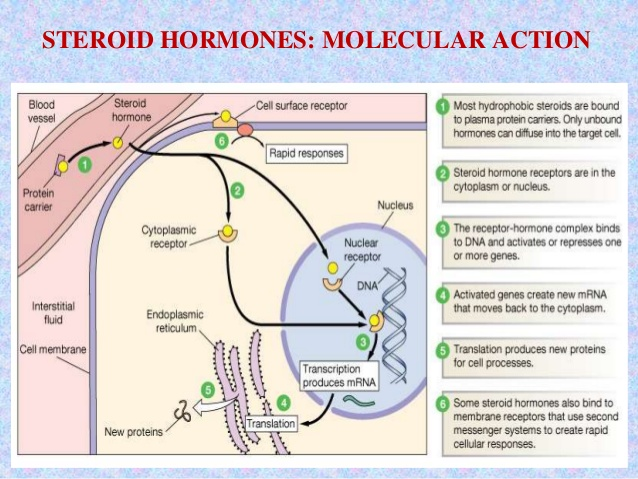 STEROID HORMONES: MOLECULAR ACTION
Blood
vessel
Steroid
hormone
Cell surface receptor
6
Rapid responses
1
Protein
carrier
2
Nucleus
Cytoplasmic
receptor
Nuclear
receptor
DNA
Interstitial
fluid
Endoplasmic
reticulum
3
Cell membrane
Transcription
produces mRNA
5
4
Translation
New proteins
1 Most hydrophobic steroids are bound
to plasma protein carriers. Only unbound
hormones can diffuse into the target cell.
2 Steroid hormone receptors are in the
cytoplasm or nucleus.
3 The receptor-hormone complex binds
to DNA and activates or represses one
or more genes.
4 Activated genes create new mRNA
that moves back to the cytoplasm.
5 Translation produces new proteins
for cell processes.
6 Some steroid hormones also bind to
membrane receptors that use second
messenger systems to create rapid
cellular responses.